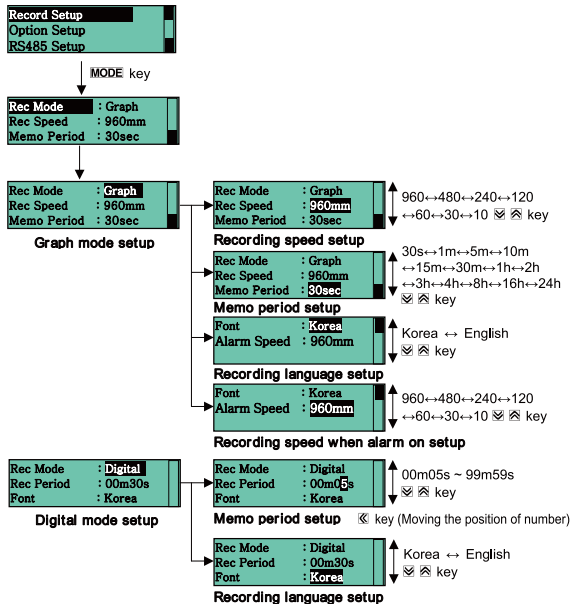 Record Setup
Option Setup
RS485 Setup
MODE key
Rec Mode : Graph
Rec Speed : 960mm
Memo Period : 30sec
Rec Mode : Graph
Rec Speed : 960mm
Memo Period : 30sec
Graph mode setup
Rec Mode : Graph
Rec Speed : 960mm
Memo Period : 30sec
Recording speed setup
960↔480↔240↔120
↔60↔30↔10 key
Rec Mode : Graph
Rec Speed : 960mm
Memo Period : 30sec
Memo period setup
30s↔1m↔5m↔10m
↔15m↔30m↔1h↔2h
↔3h↔4h↔8h↔16h↔24h
key
Font : Korea
Alarm Speed : 960mm
Recording language setup
Korea ↔ English
key
Font : Korea
Alarm Speed : 960mm
Recording speed when alarm on setup
960↔480↔240↔120
↔60↔30↔10 key
Rec Mode : Digital
Rec Period : 00m30s
Font : Korea
Digital mode setup
Rec Mode : Digital
Rec Period : 00m05s
Font : Korea
Memo period setup key (Moving the position of number)
00m05s ~ 99m59s
key
Rec Mode : Digital
Rec Period : 00m30s
Font : Korea
Recording language setup
Korea ↔ English
key